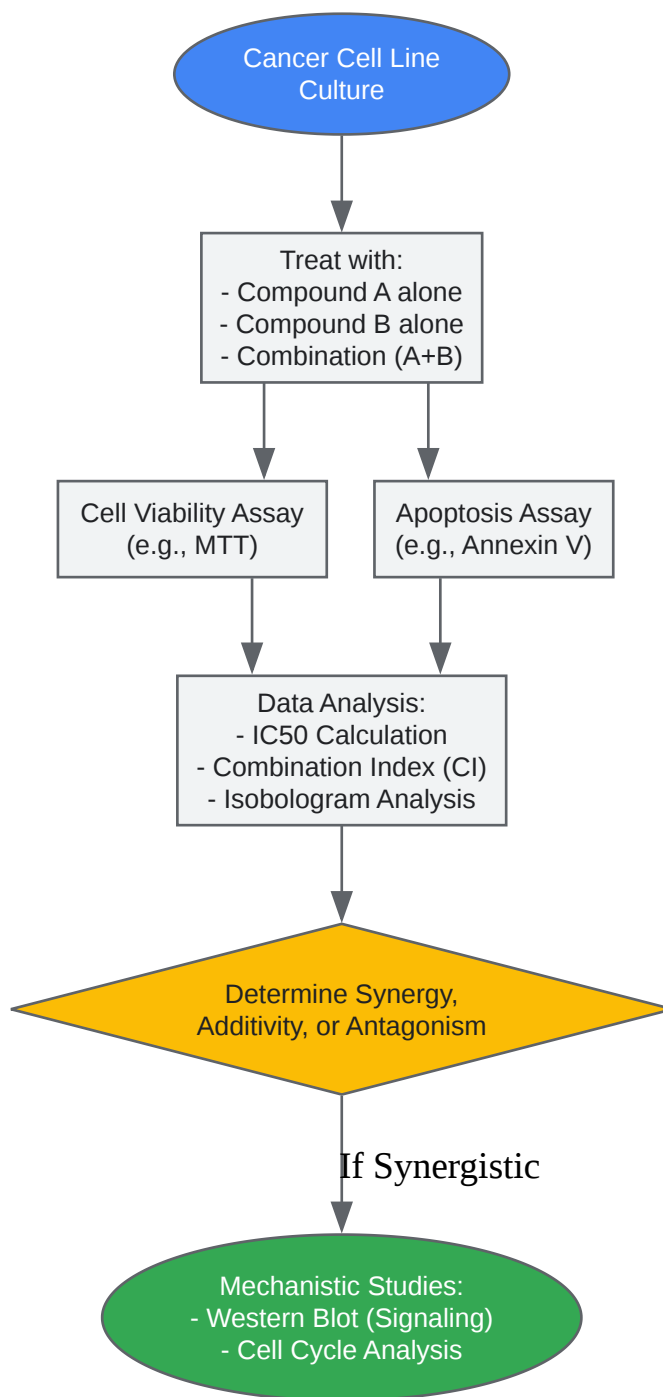 Cancer Cell Line
Culture
Treat with:
- Compound A alone
- Compound B alone
- Combination (A+B)
Cell Viability Assay
(e.g., MTT)
Apoptosis Assay
(e.g., Annexin V)
Data Analysis:
- IC50 Calculation
- Combination Index (CI)
- Isobologram Analysis
Determine Synergy,
Additivity, or Antagonism
If Synergistic
Mechanistic Studies:
- Western Blot (Signaling)
- Cell Cycle Analysis